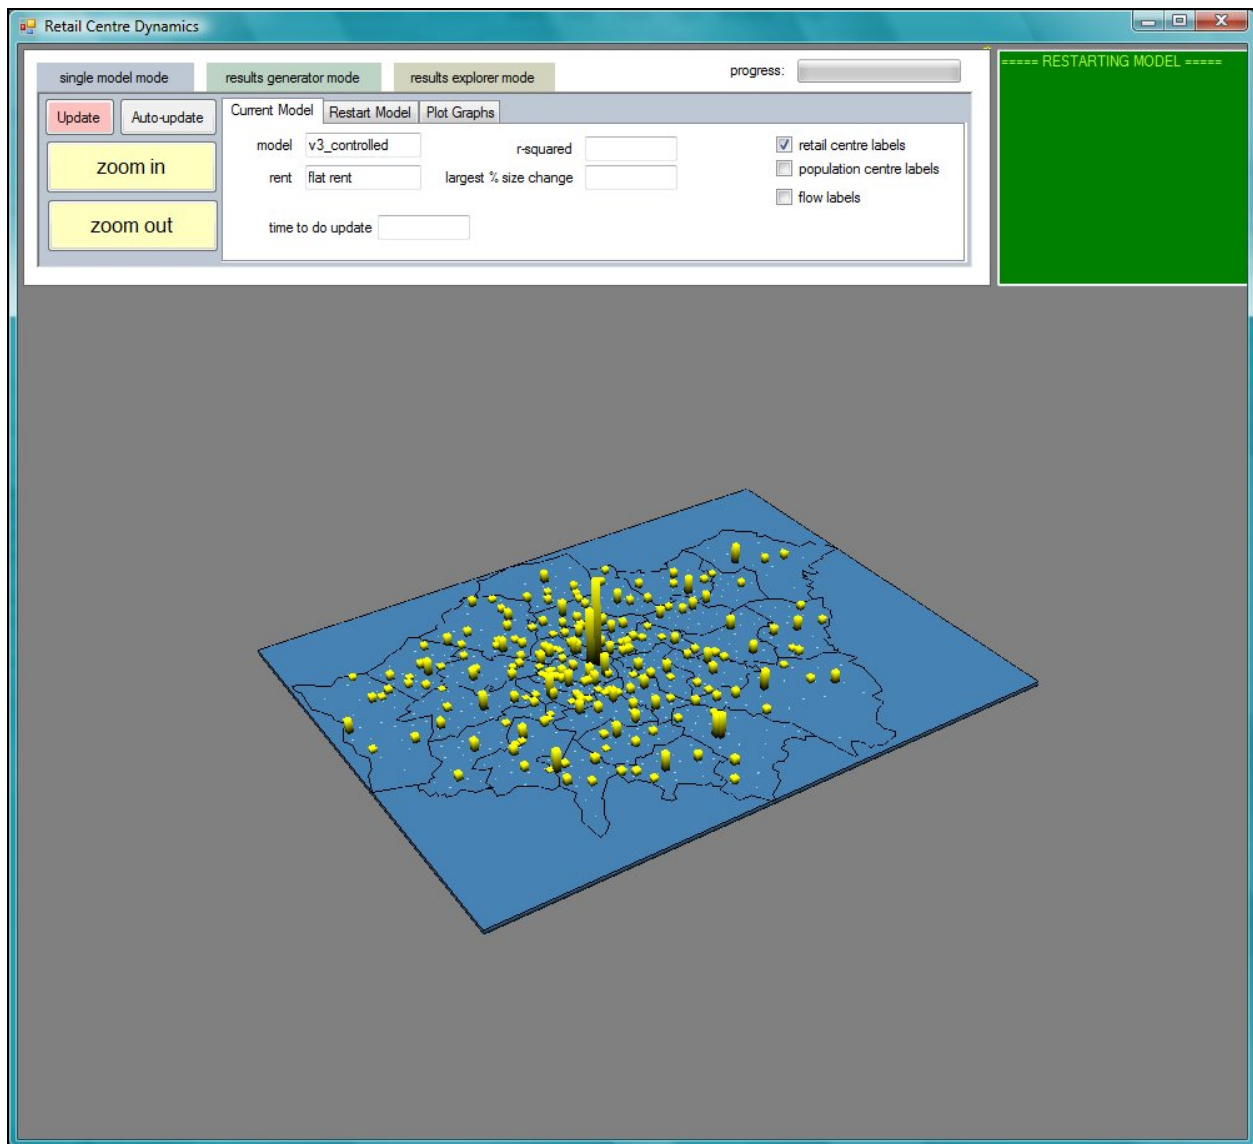 Retail Centre Dynamics
single model mode
results generator mode
results explorer mode
progress:
===== RESTARTING MODEL =====
Update
Auto-update
Current Model
Restart Model
Plot Graphs
model
v3_controlled
r-squared
retail centre labels
zoom in
rent
flat rent
largest % size change
population centre labels
flow labels
zoom out
time to do update